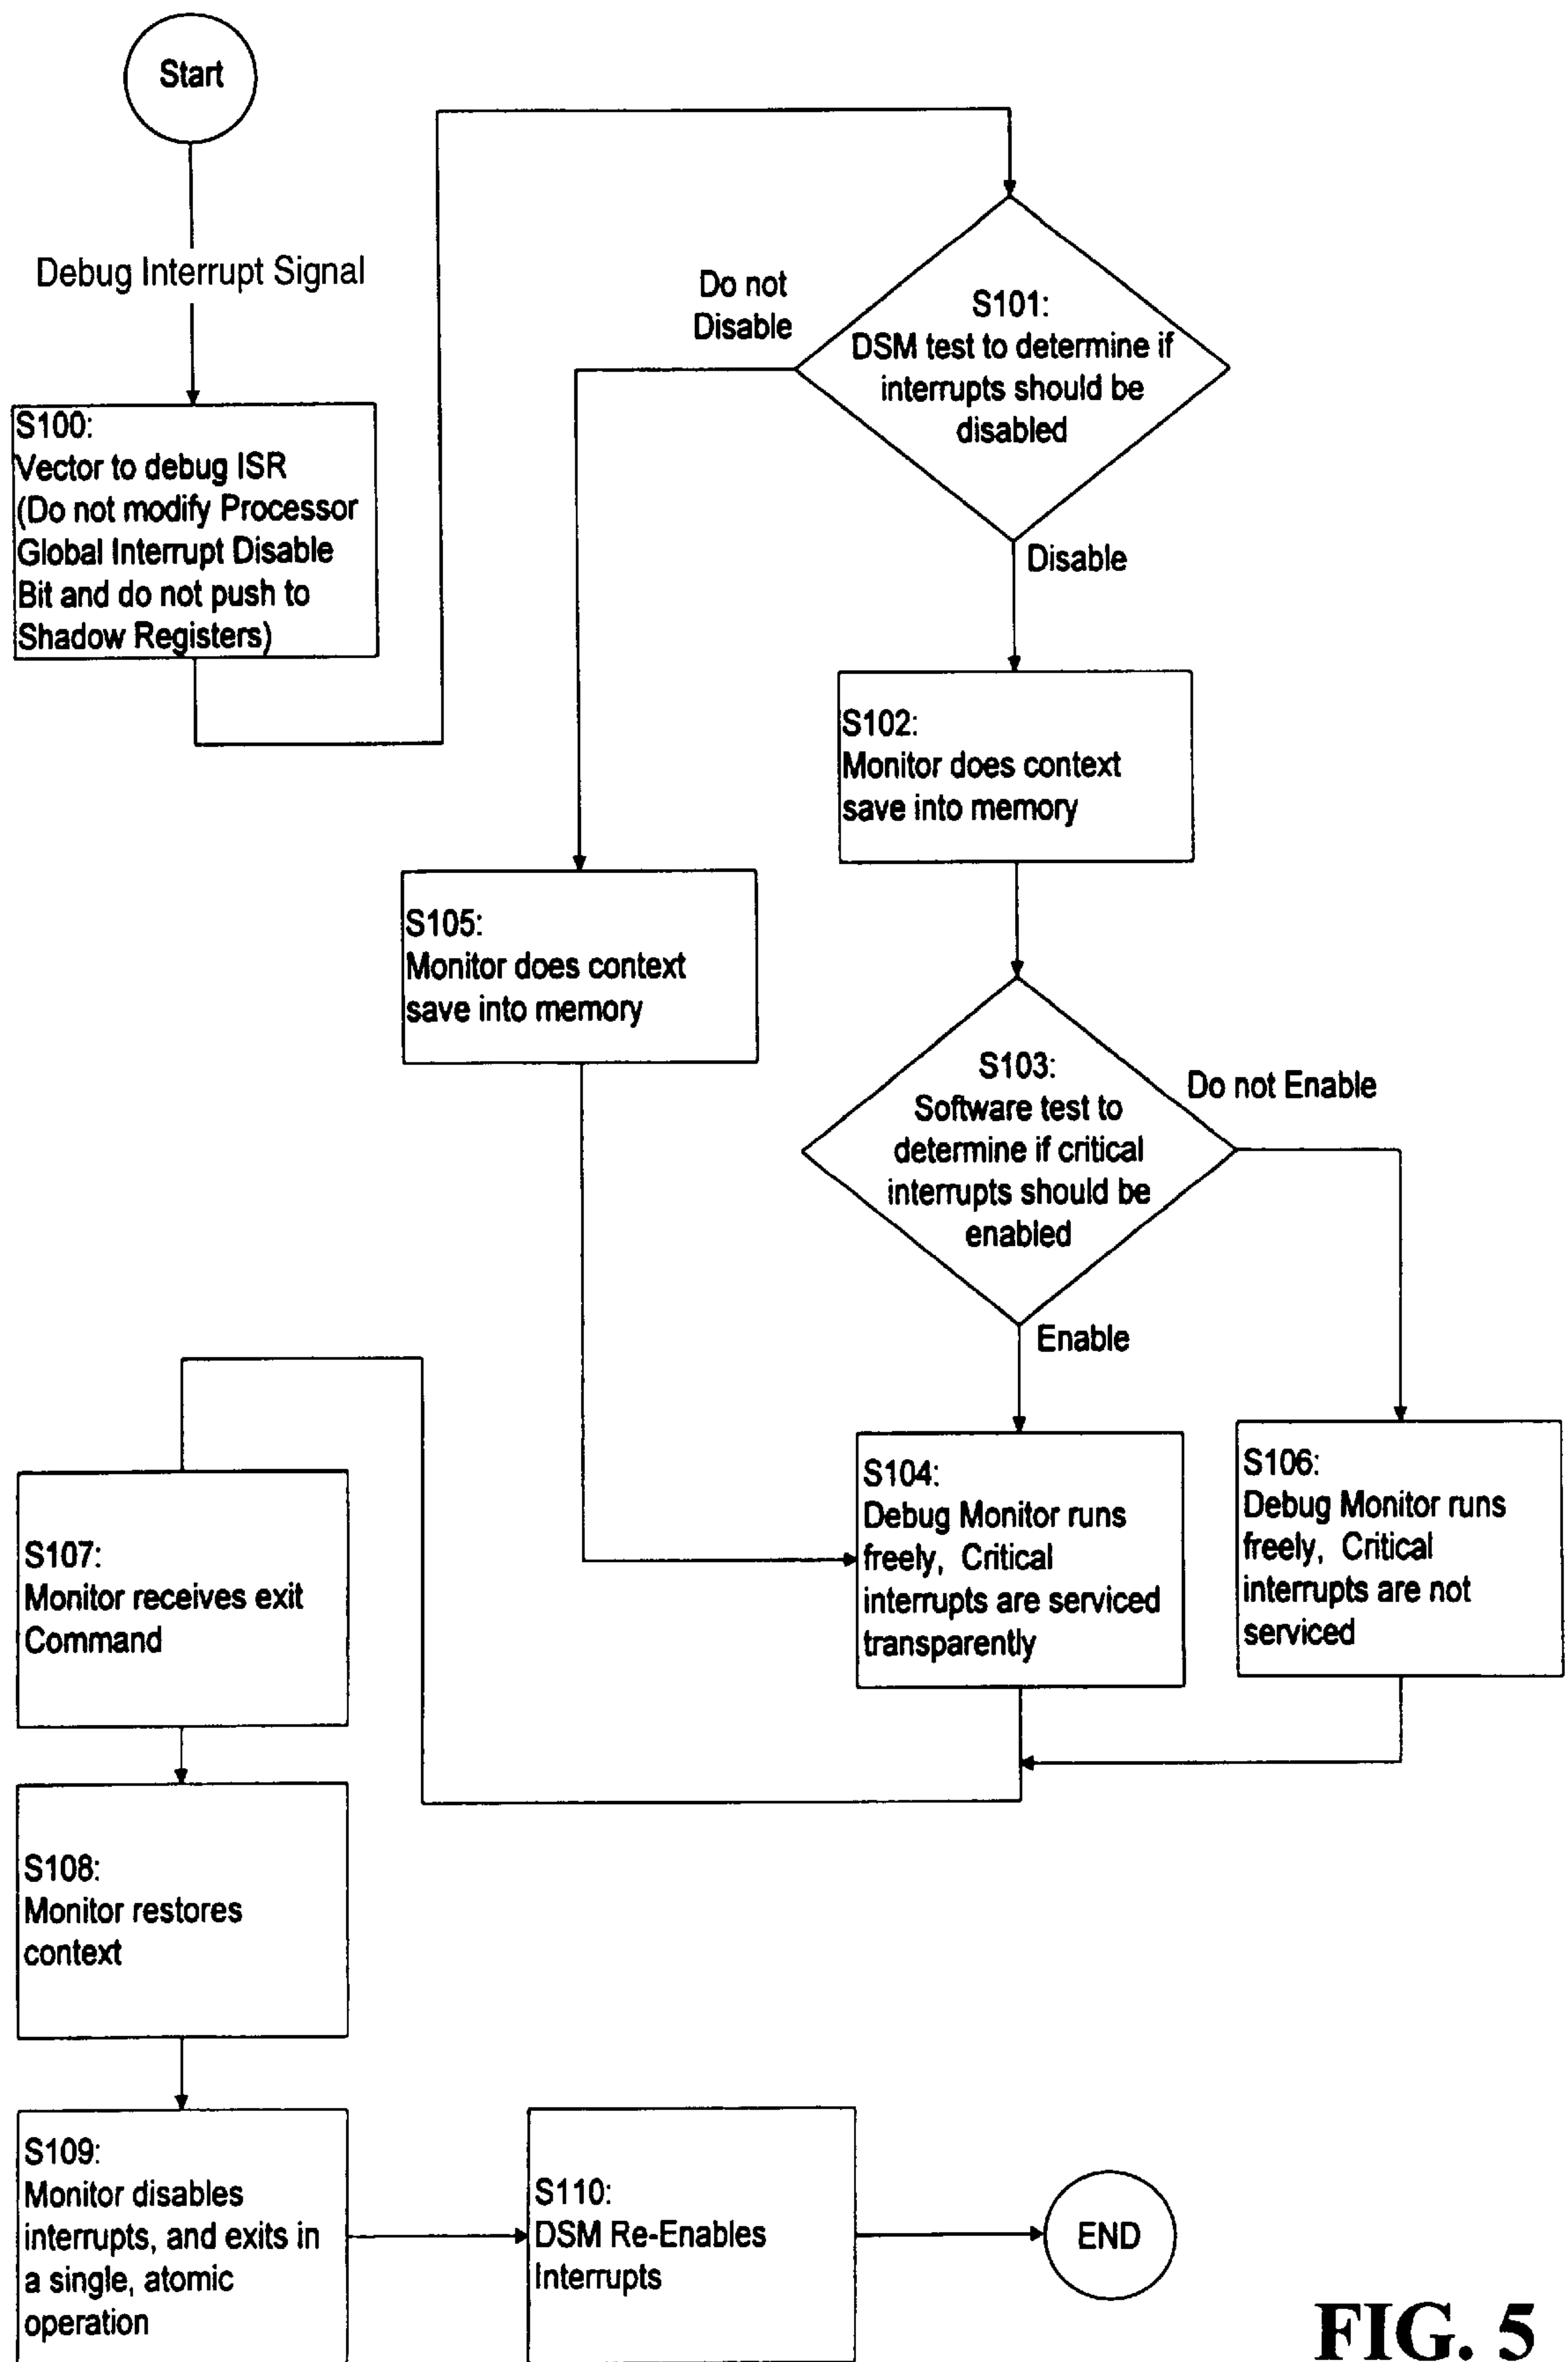 Start
Debug Interrupt Signal
S100:
Vector to debug ISR
(Do not modify Processor
Global Interrupt Disable
Bit and do not push to
Shadow Registers)
S101:
DSM test to determine if
interrupts should be
disabled
Do not
Disable
Disable
S102:
Monitor does context
save into memory
S105:
Monitor does context
save into memory
S103:
Software test to
determine if critical
interrupts should be
enabled
Do not Enable
Enable
S104:
Debug Monitor runs
freely, Critical
interrupts are serviced
transparently
S106:
Debug Monitor runs
freely, Critical
interrupts are not
serviced
S107:
Monitor receives exit
Command
S108:
Monitor restores
context
S109:
Monitor disables
interrupts, and exits in
a single, atomic
operation
S110:
DSM Re-Enables
Interrupts
END
FIG. 5